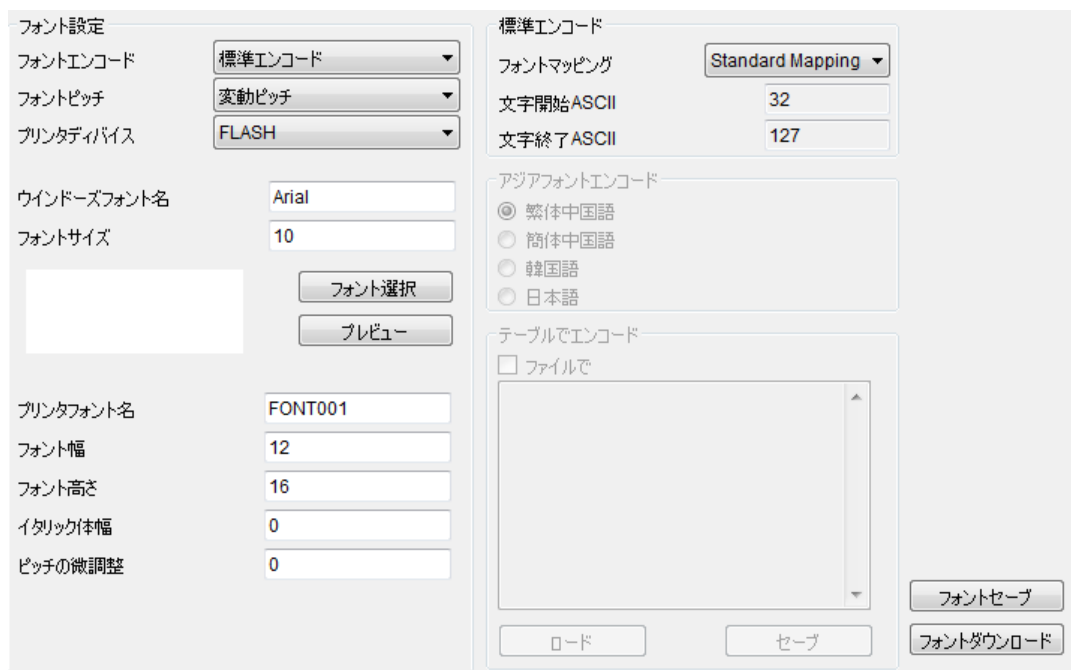 フォント設定
フォントエンコード 標準エンコード
フォントピッチ 変動ピッチ
プリンタディバイス FLASH
ウインドーズフォント名 Arial
フォントサイズ 10
フォント選択
プレビュー
プリンタフォント名 FONT001
フォント幅 12
フォント高さ 16
イタリック体幅 0
ピッチの微調整 0
標準エンコード
フォントマッピング Standard Mapping
文字開始ASCII 32
文字終了ASCII 127
アジアフォントエンコード
繁体中国語
簡体中国語
韓国語
日本語
テーブルでエンコード
ファイルで
ロード セーブ
フォントセーブ
フォントダウンロード